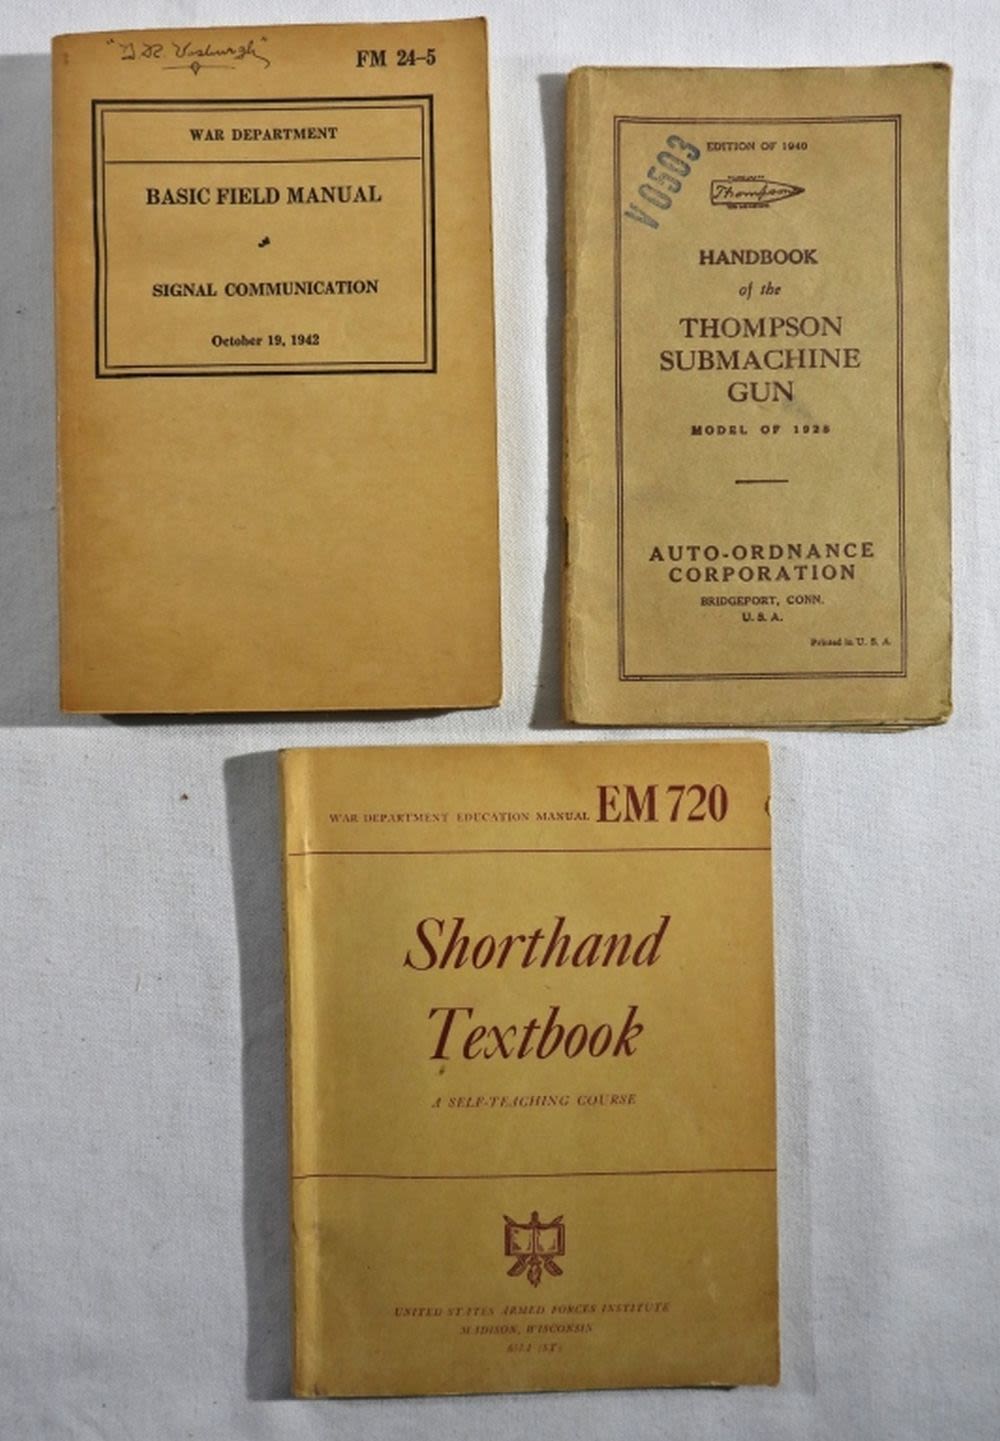 "G R. Vosburgh"
FM 24-5
WAR DEPARTMENT
BASIC FIELD MANUAL
SIGNAL COMMUNICATION
October 19, 1942
V0503
EDITION OF 1940
Thompson
HANDBOOK
of the
THOMPSON
SUBMACHINE
GUN
MODEL OF 1928
AUTO-ORDNANCE
CORPORATION
BRIDGEPORT, CONN.
U. S. A.
Printed in U. S. A.
WAR DEPARTMENT EDUCATION MANUAL EM 720
Shorthand
Textbook
A SELF-TEACHING COURSE
UNITED STATES ARMED FORCES INSTITUTE
MADISON, WISCONSIN